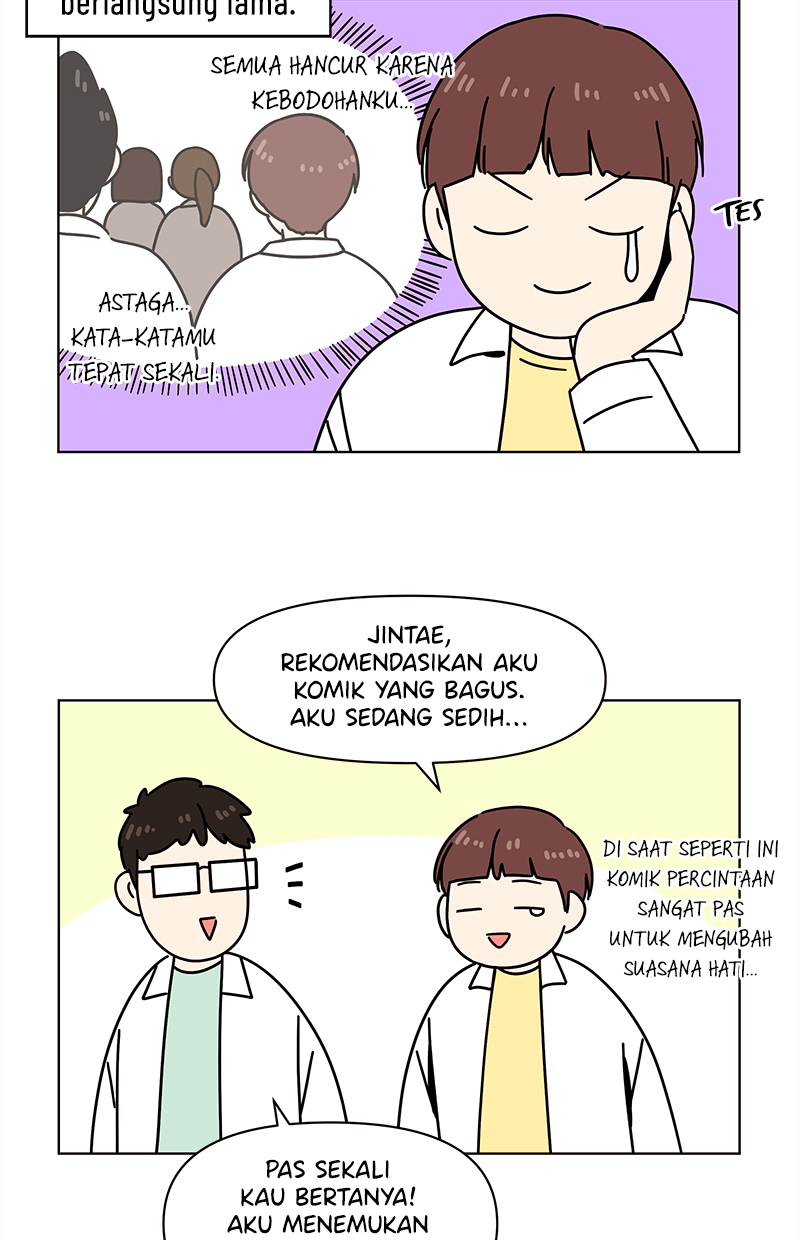 berlangsung lama.
SEMUA HANCUR KARENA
KEBODOHANKU...
TES
ASTAGA...
KATA-KATAMU
TEPAT SEKALI.
JINTAE,
REKOMENDASIKAN AKU
KOMIK YANG BAGUS.
AKU SEDANG SEDIH...
DI SAAT SEPERTI INI
KOMIK PERCINTAAN
SANGAT PAS
UNTUK MENGUBAH
SUASANA HATI...
PAS SEKALI
KAU BERTANYA!
AKU MENEMUKAN